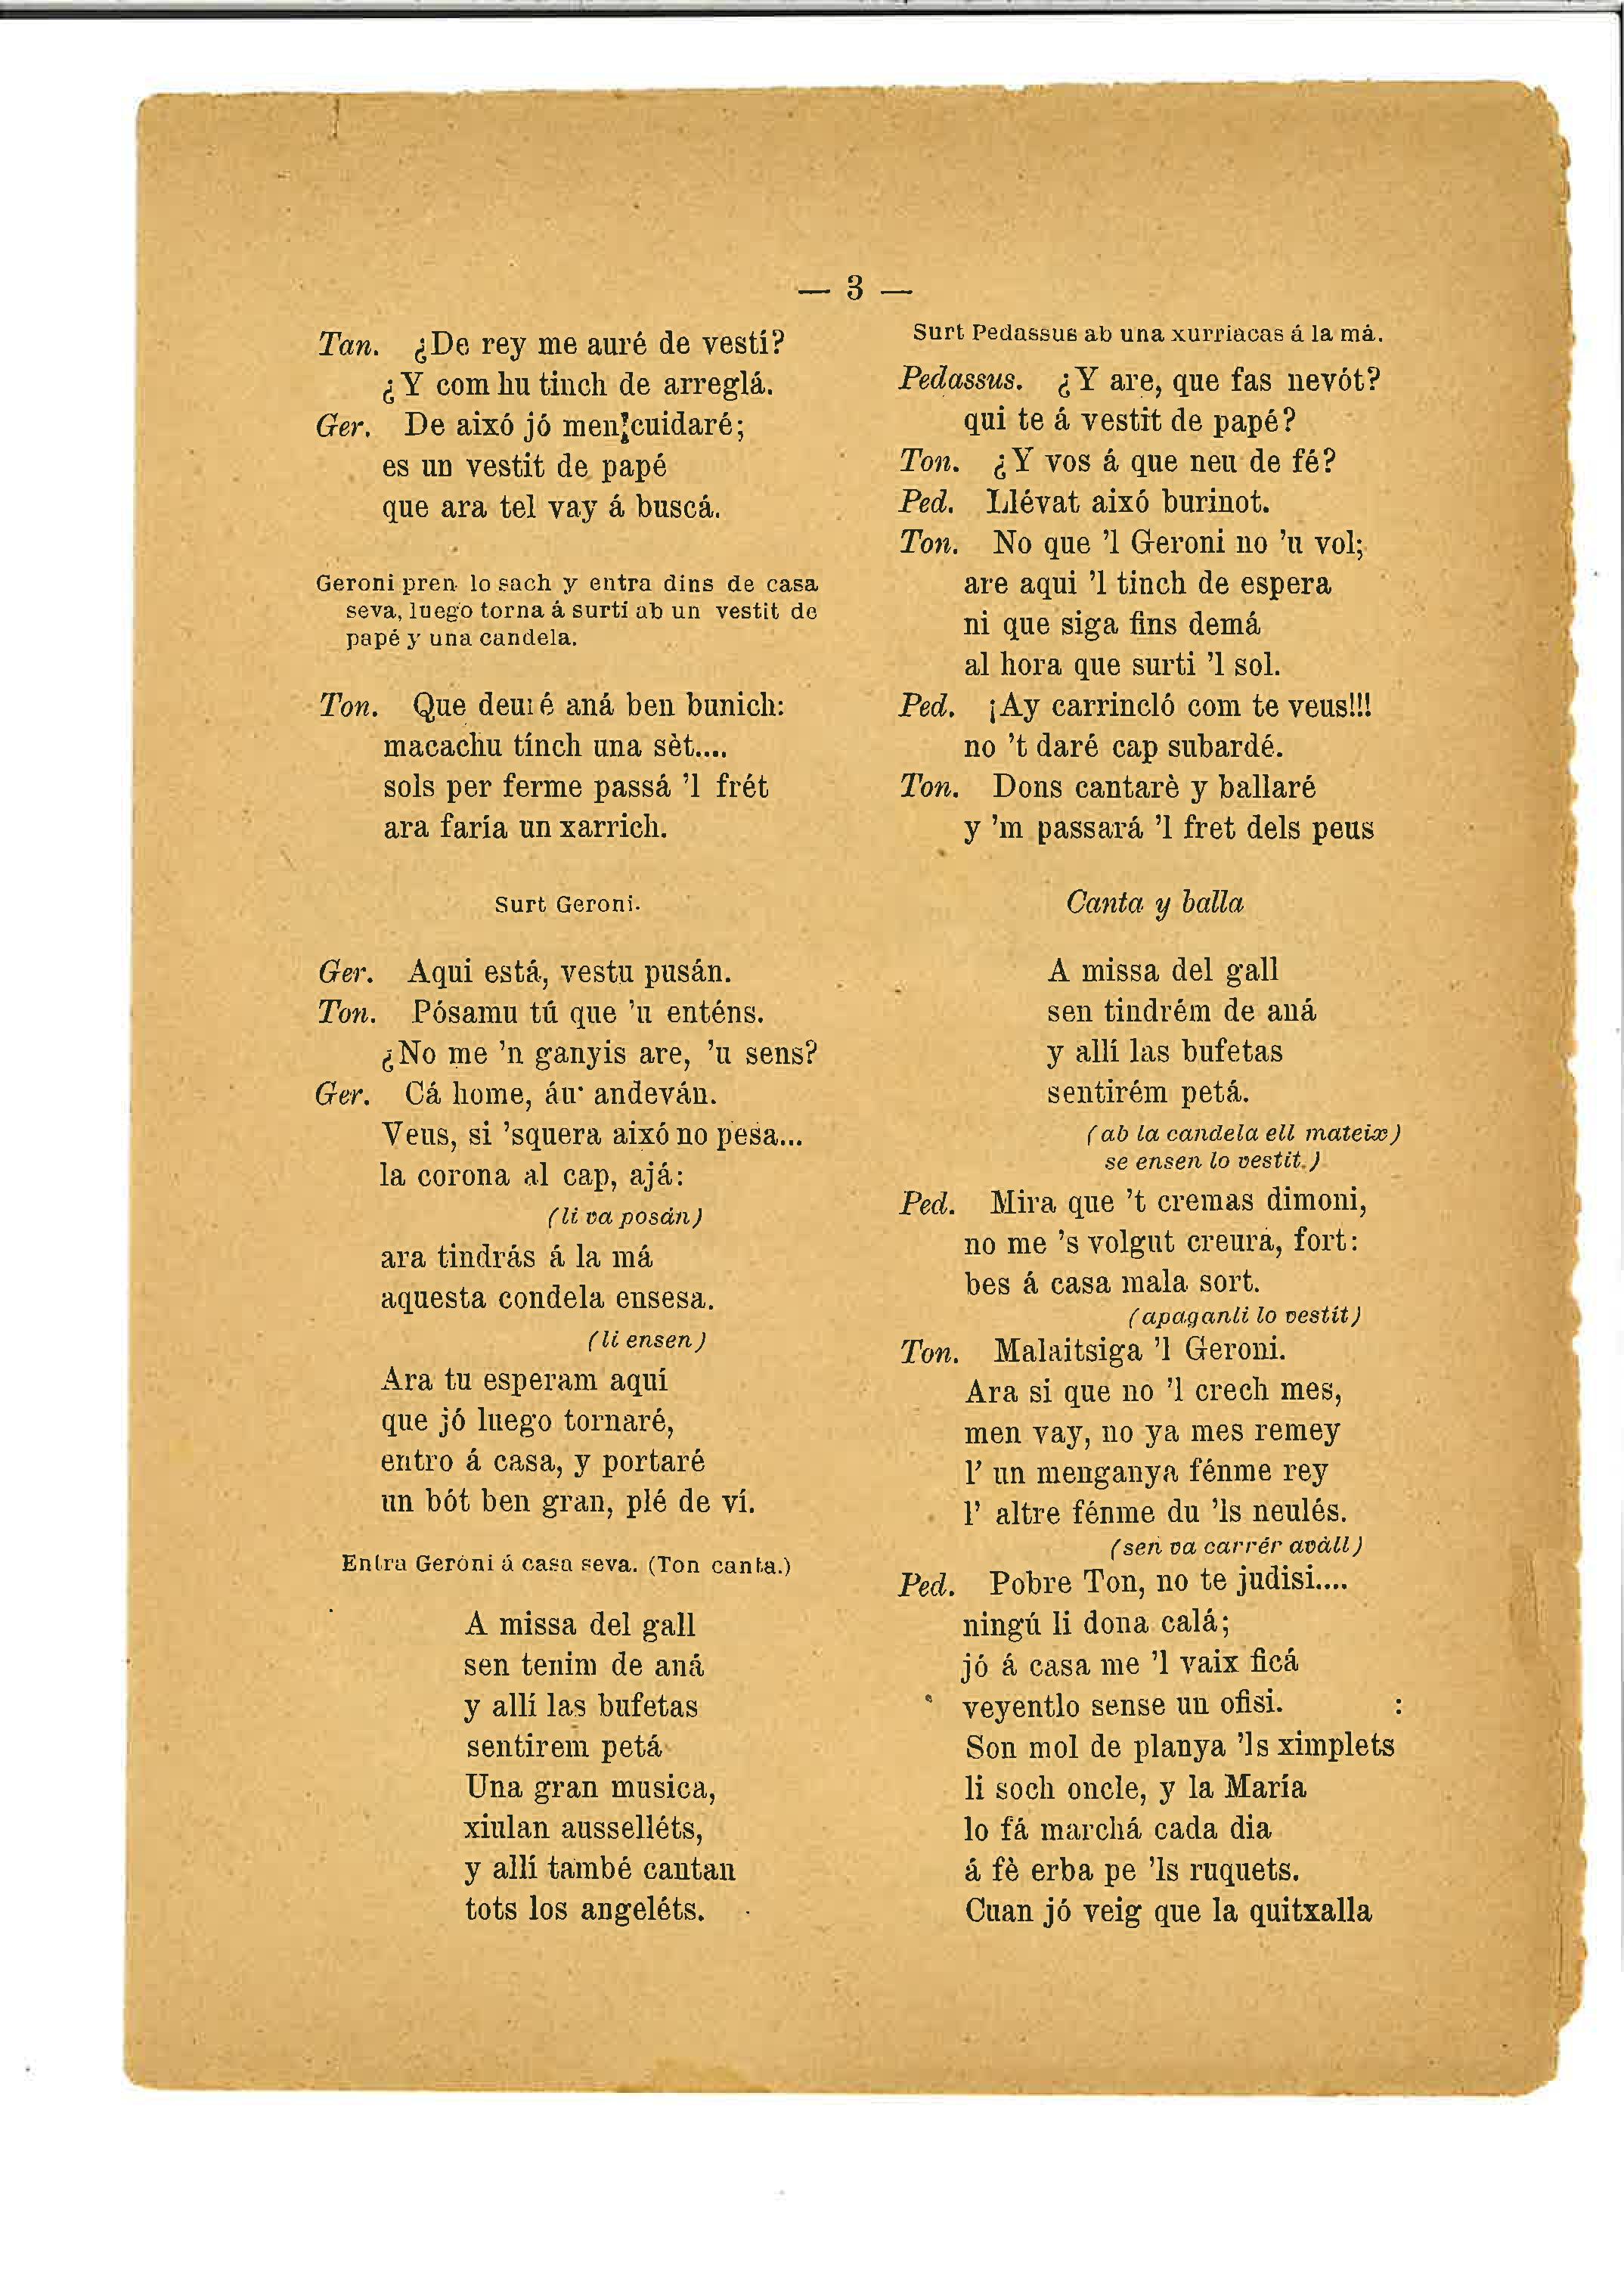 — 3 —
Tan. ¿De rey me auré de vestí?
¿Y com hu tinch de arreglá.
Ger. De aixó jó men cuidaré;
es un vestit de papé
que ara tel vay á buscá.
Geroni pren lo sach y entra dins de casa
seva, luego torna á surtí ab un vestit de
papé y una candela.
Ton. Que deuré aná ben bunich:
macachu tínch una sèt....
sols per ferme passá 'l frét
ara faría un xarrich.
Surt Geroni.
Ger. Aqui está, vestu pusán.
Ton. Pósamu tú que 'u enténs.
¿No me 'n ganyis are, 'u sens?
Ger. Cá home, áu' andeván.
Veus, si 'squera aixó no pesa...
la corona al cap, ajá:
(li va posán)
ara tindrás á la má
aquesta condela ensesa.
(li ensen)
Ara tu esperam aquí
que jó luego tornaré,
entro á casa, y portaré
un bót ben gran, plé de ví.
Entra Geróni á casa seva. (Ton canta.)
A missa del gall
sen tenim de aná
y allí las bufetas
sentirem petá
Una gran musica,
xiulan ausselléts,
y allí també cantan
tots los angeléts.
Surt Pedassus ab una xurriacas á la má.
Pedassus. ¿Y are, que fas nevót?
qui te á vestit de papé?
Ton. ¿Y vos á que neu de fé?
Ped. Llévat aixó burinot.
Ton. No que 'l Geroni no 'u vol;
are aqui 'l tinch de espera
ni que siga fins demá
al hora que surti 'l sol.
Ped. ¡Ay carrincló com te veus!!!
no 't daré cap subardé.
Ton. Dons cantarè y ballaré
y 'm passará 'l fret dels peus
Canta y balla
A missa del gall
sen tindrém de aná
y allí las bufetas
sentirém petá.
(ab la candela ell mateix)
se ensen lo vestit.)
Ped. Mira que 't cremas dimoni,
no me 's volgut creurá, fort:
bes á casa mala sort.
(apaganli lo vestit)
Ton. Malaitsiga 'l Geroni.
Ara si que no 'l crech mes,
men vay, no ya mes remey
l' un menganya fénme rey
l' altre fénme du 'ls neulés.
(sen va carrér aváll)
Ped. Pobre Ton, no te judisi....
ningú li dona calá;
jó á casa me 'l vaix ficá
veyentlo sense un ofisi. :
Son mol de planya 'ls ximplets
li soch oncle, y la María
lo fá marchá cada dia
á fè erba pe 'ls ruquets.
Cuan jó veig que la quitxalla